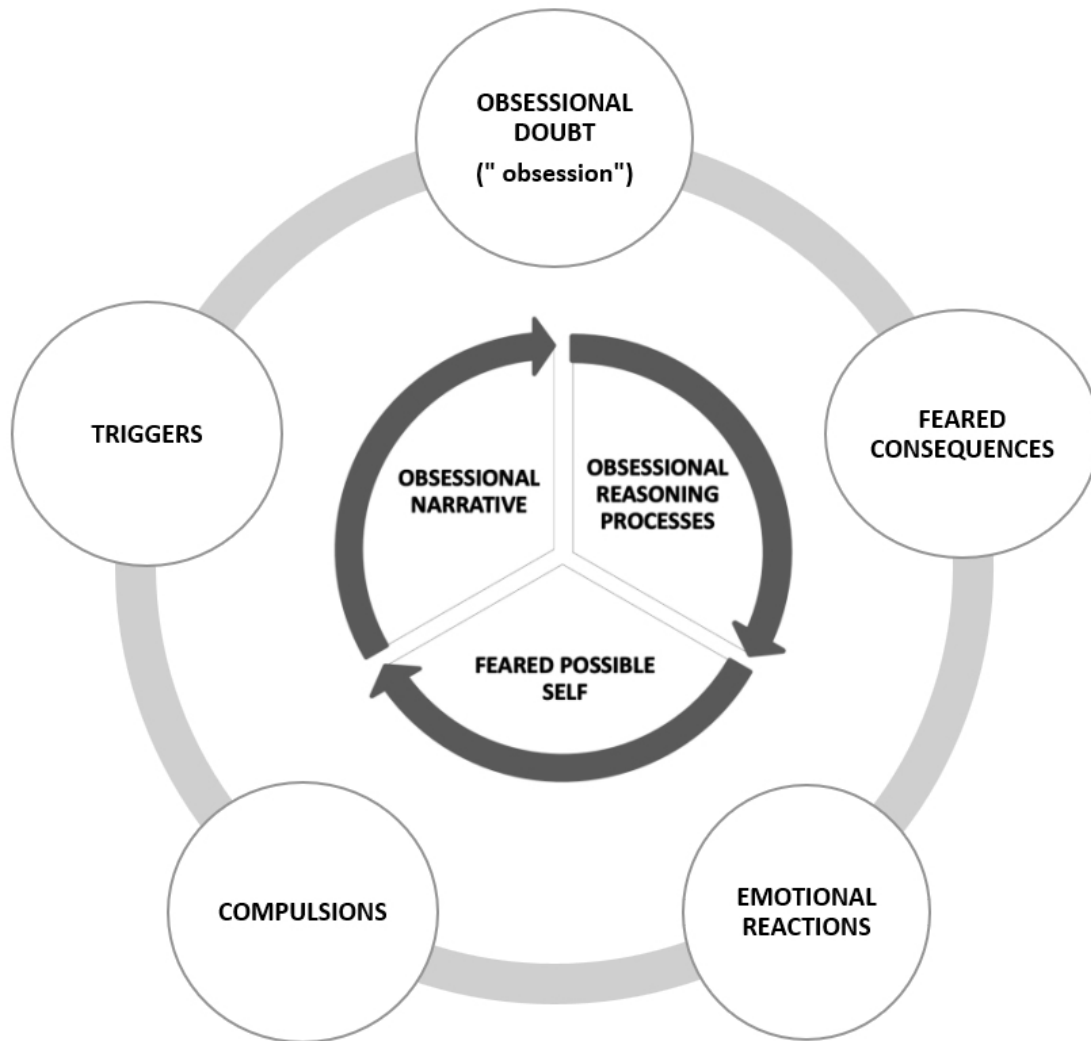 OBSESSIONAL
DOUBT
(" obsession")
TRIGGERS
FEARED
CONSEQUENCES
OBSESSIONAL
NARRATIVE
OBSESSIONAL
REASONING
PROCESSES
FEARED POSSIBLE
SELF
COMPULSIONS
EMOTIONAL
REACTIONS